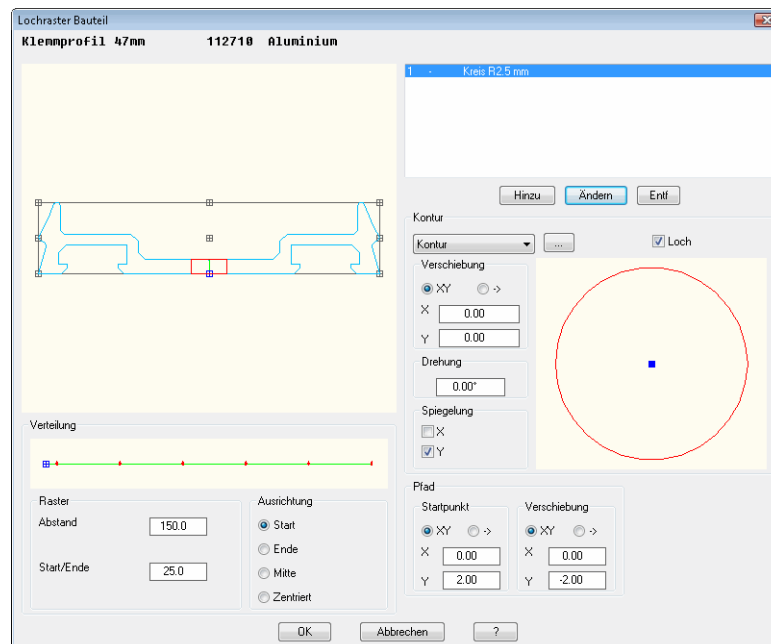 Lochraster Bauteil
Klemmprofil 47mm 112710 Aluminium
1 - Kreis R2.5 mm
Hinzu Ändern Entf
Kontur
Kontur ... Loch
Verschiebung
XY ->
X 0.00
Y 0.00
Drehung
0.00°
Spiegelung
X
Y
Verteilung
Raster
Abstand 150.0
Start/Ende 25.0
Ausrichtung
Start
Ende
Mitte
Zentriert
Pfad
Startpunkt
XY ->
X 0.00
Y 2.00
Verschiebung
XY ->
X 0.00
Y -2.00
OK Abbrechen ?